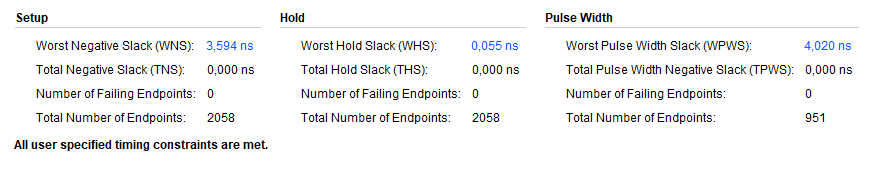 Setup Hold Pulse Width
Worst Negative Slack (WNS): 3,594 ns Worst Hold Slack (WHS): 0,055 ns Worst Pulse Width Slack (WPWS): 4,020 ns
Total Negative Slack (TNS): 0,000 ns Total Hold Slack (THS): 0,000 ns Total Pulse Width Negative Slack (TPWS): 0,000 ns
Number of Failing Endpoints: 0 Number of Failing Endpoints: 0 Number of Failing Endpoints: 0
Total Number of Endpoints: 2058 Total Number of Endpoints: 2058 Total Number of Endpoints: 951
All user specified timing constraints are met.